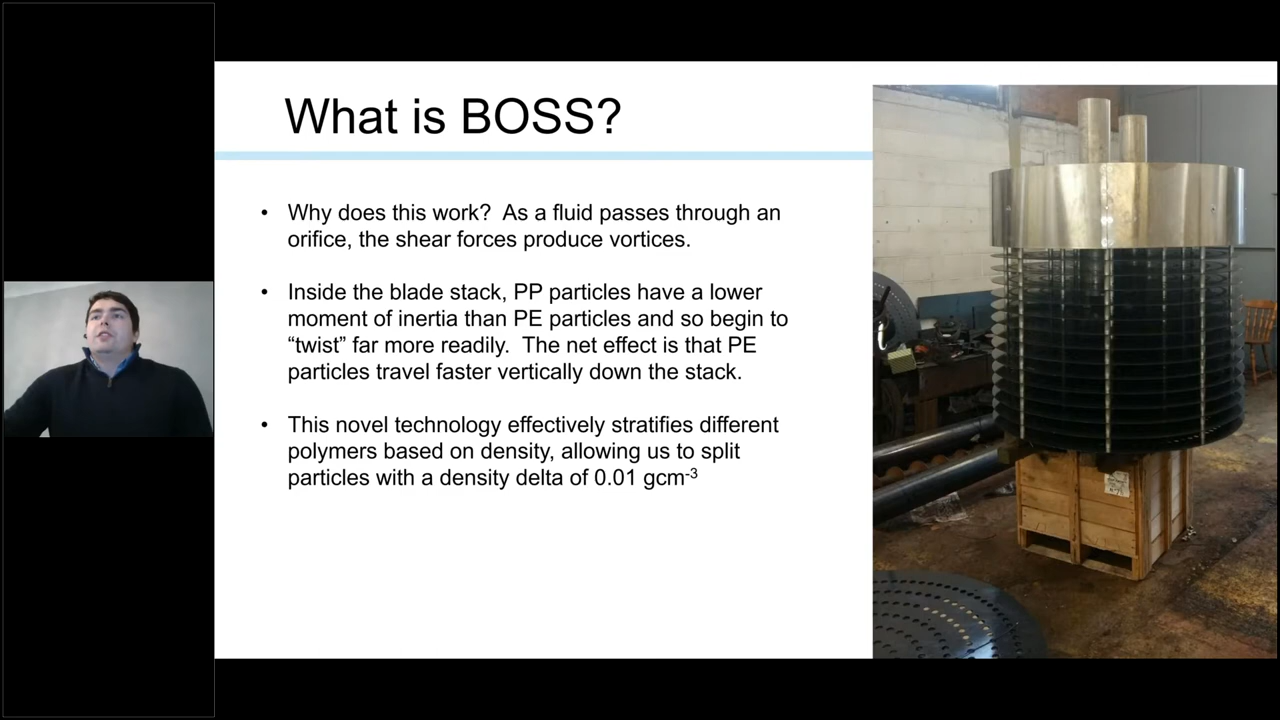 What is BOSS?
• Why does this work?  As a fluid passes through an
orifice, the shear forces produce vortices.
• Inside the blade stack, PP particles have a lower
moment of inertia than PE particles and so begin to
“twist” far more readily.  The net effect is that PE
particles travel faster vertically down the stack.
• This novel technology effectively stratifies different
polymers based on density, allowing us to split
particles with a density delta of 0.01 gcm⁻³